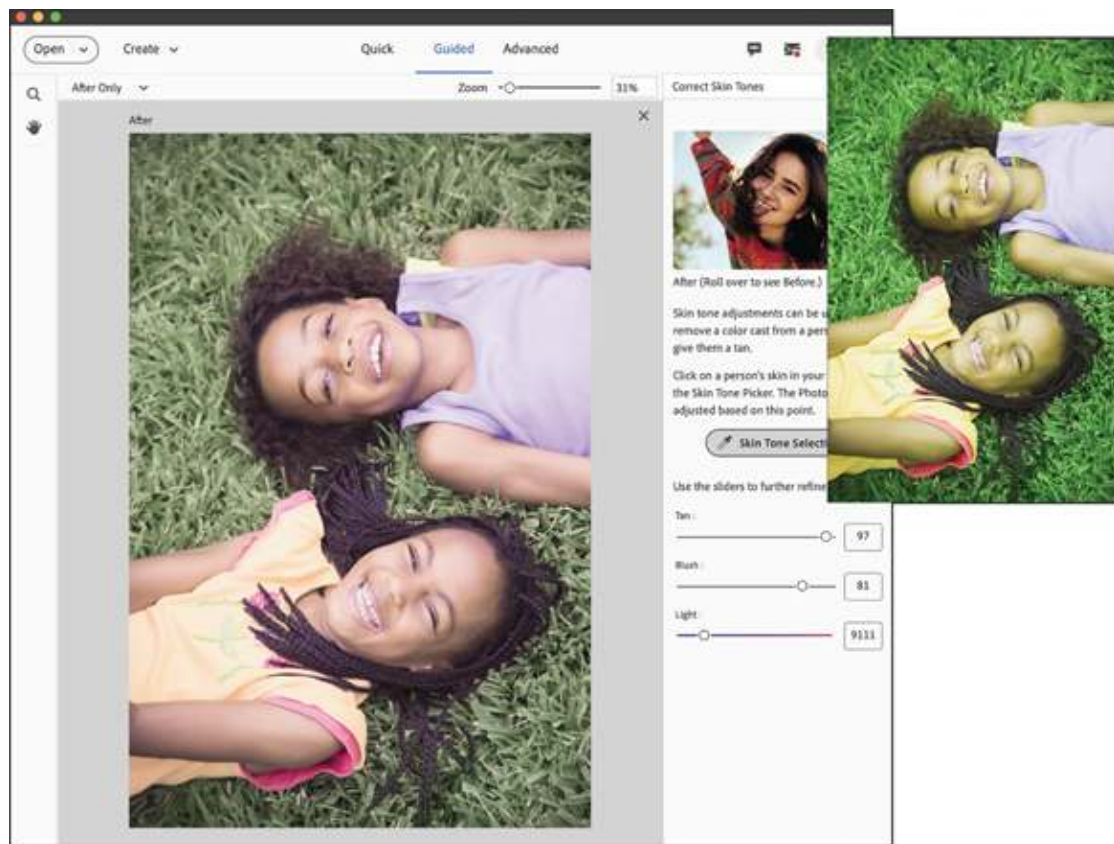 Open
Create
Quick
Guided
Advanced
After Only
Zoom
31%
Correct Skin Tones
After
After (Roll over to see Before.)
Skin tone adjustments can be u
remove a color cast from a pers
give them a tan.
Click on a person's skin in your
the Skin Tone Picker. The Photo
adjusted based on this point.
Skin Tone Selecti
Use the sliders to further refine
Tan :
97
Blush :
81
Light :
9111